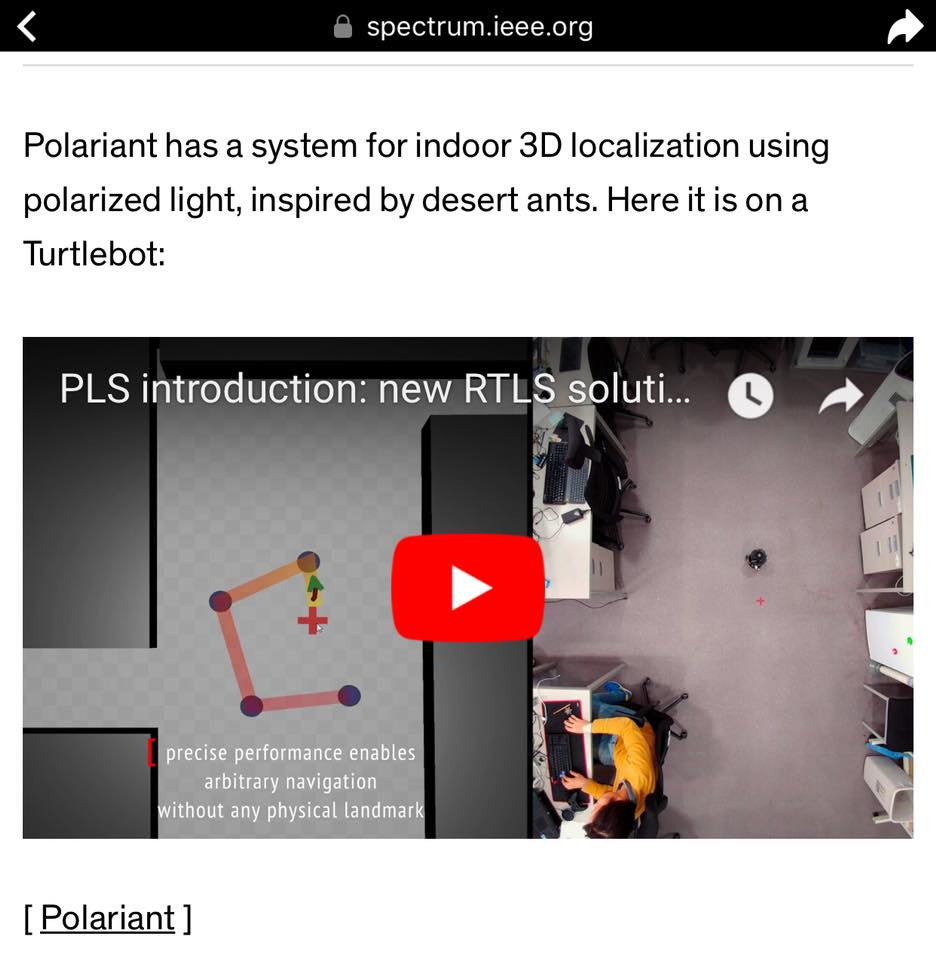 spectrum.ieee.org
Polariant has a system for indoor 3D localization using
polarized light, inspired by desert ants. Here it is on a
Turtlebot:
PLS introduction: new RTLS soluti...
[ precise performance enables
arbitrary navigation
without any physical landmark
[ Polariant ]